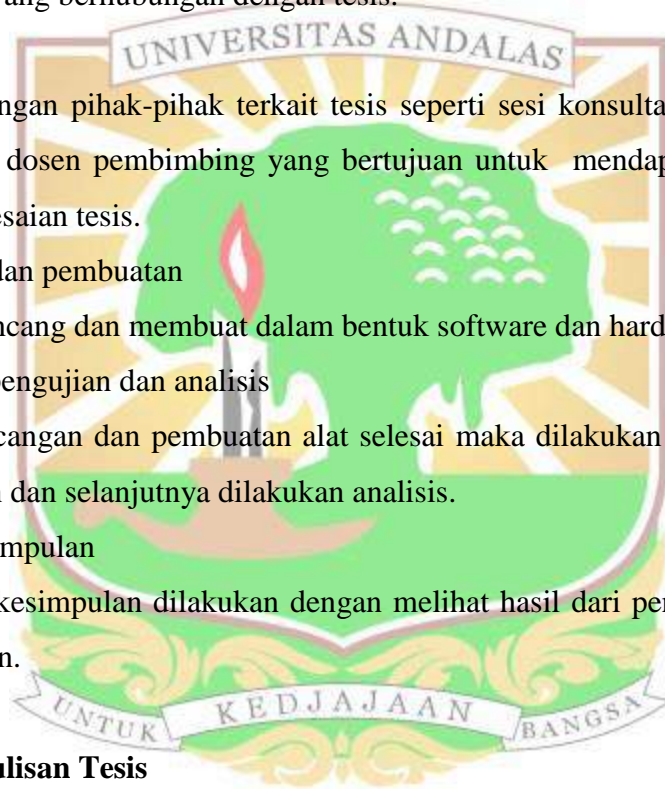 yang berhubungan dengan tesis.
UNIVERSITAS ANDALAS
ngan pihak-pihak terkait tesis seperti sesi konsulta
dosen pembimbing yang bertujuan untuk mendap
esaian tesis.
dan pembuatan
ncang dan membuat dalam bentuk software dan hard
pengujian dan analisis
cangan dan pembuatan alat selesai maka dilakukan
n dan selanjutnya dilakukan analisis.
impulan
kesimpulan dilakukan dengan melihat hasil dari per
n.
UNTUK KEDJAJAAN BANGSA
ulisan Tesis